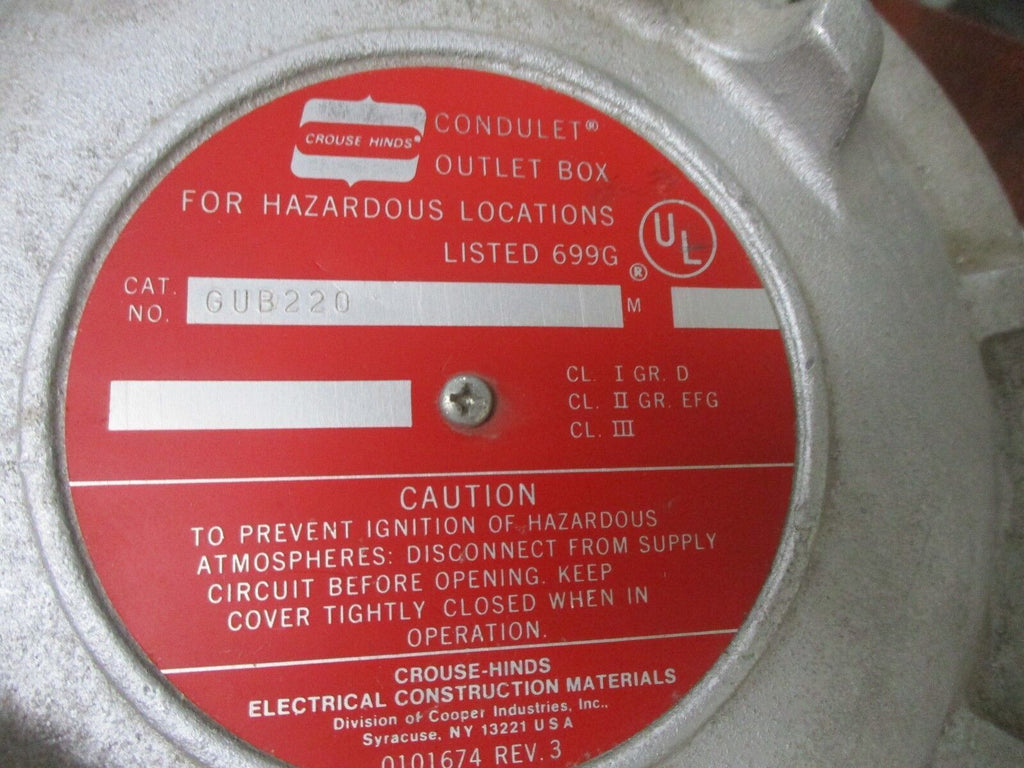 CROUSE HINDS®
CONDULET®
OUTLET BOX
FOR HAZARDOUS LOCATIONS
LISTED 699G
UL ®
CAT.
NO. GUB220 M
CL. I GR. D
CL. II GR. EFG
CL. III
CAUTION
TO PREVENT IGNITION OF HAZARDOUS
ATMOSPHERES: DISCONNECT FROM SUPPLY
CIRCUIT BEFORE OPENING. KEEP
COVER TIGHTLY CLOSED WHEN IN
OPERATION.
CROUSE-HINDS
ELECTRICAL CONSTRUCTION MATERIALS
Division of Cooper Industries, Inc.,
Syracuse, NY 13221 U S A
0101674 REV. 3